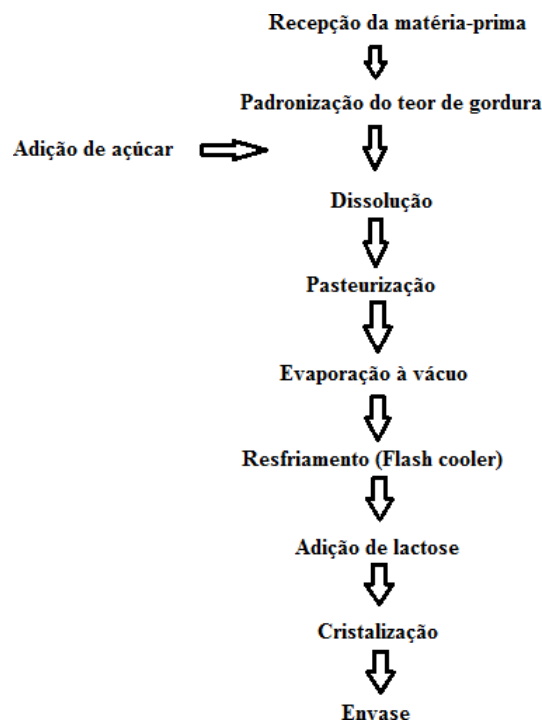 Recepção da matéria-prima
Padronização do teor de gordura
Adição de açúcar
Dissolução
Pasteurização
Evaporação à vácuo
Resfriamento (Flash cooler)
Adição de lactose
Cristalização
Envase